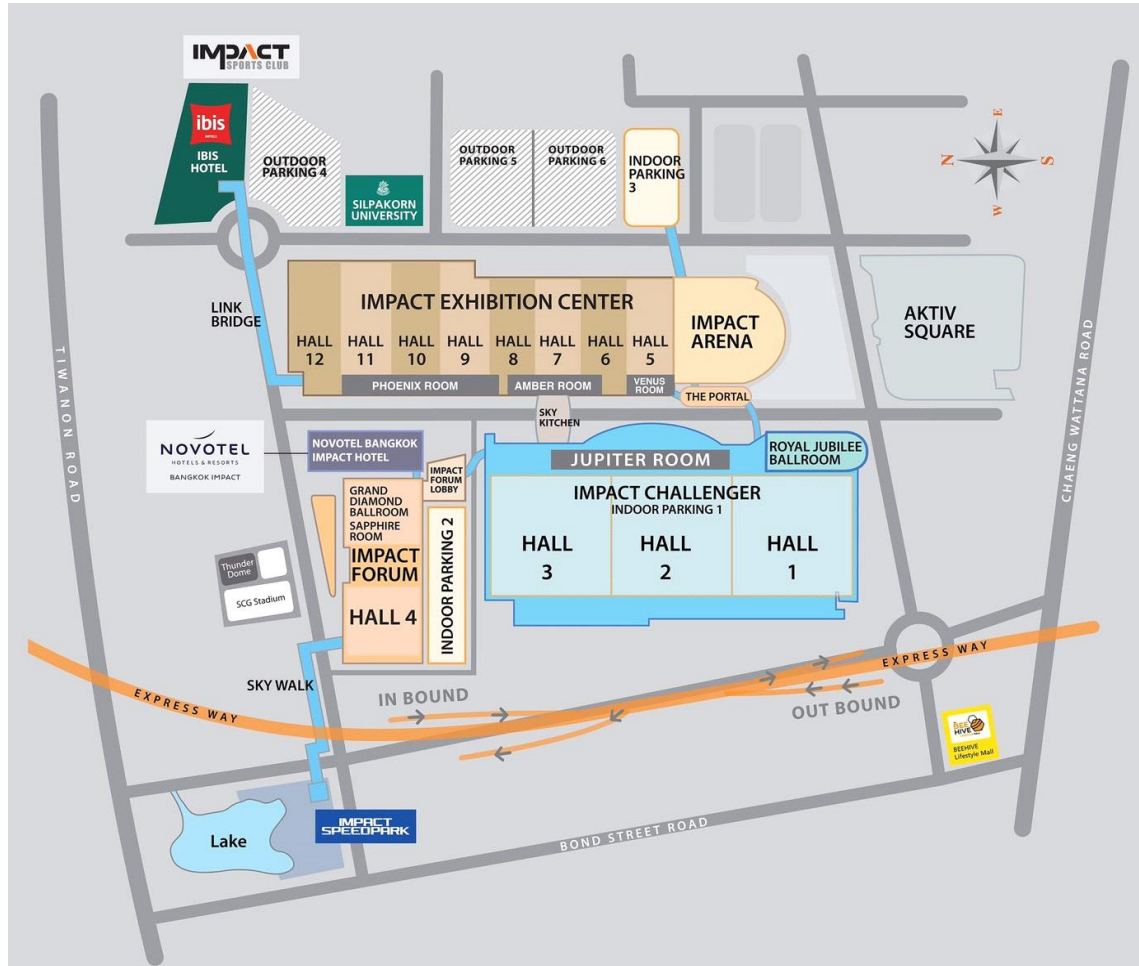 IMPACT
SPORTS CLUB
ibis
HOTELS
IBIS
HOTEL
OUTDOOR
PARKING 4
SILPAKORN
UNIVERSITY
OUTDOOR
PARKING 5
OUTDOOR
PARKING 6
INDOOR
PARKING
3
E
N
S
W
LINK
BRIDGE
IMPACT EXHIBITION CENTER
HALL
12
HALL
11
HALL
10
HALL
9
HALL
8
HALL
7
HALL
6
HALL
5
PHOENIX ROOM
AMBER ROOM
VENUS
ROOM
IMPACT
ARENA
THE PORTAL
AKTIV
SQUARE
TIWANON ROAD
CHAENG WATTANA ROAD
SKY
KITCHEN
NOVOTEL
HOTELS & RESORTS
BANGKOK IMPACT
NOVOTEL BANGKOK
IMPACT HOTEL
IMPACT
FORUM
LOBBY
JUPITER ROOM
ROYAL JUBILEE
BALLROOM
GRAND
DIAMOND
BALLROOM
SAPPHIRE
ROOM
IMPACT
FORUM
HALL 4
INDOOR PARKING 2
IMPACT CHALLENGER
INDOOR PARKING 1
HALL
3
HALL
2
HALL
1
Thunder
Dome
SCG Stadium
EXPRESS WAY
SKY WALK
IN BOUND
OUT BOUND
EXPRESS WAY
BEE
HIVE
BEEHIVE
Lifestyle Mall
Lake
IMPACT
SPEEDPARK
BOND STREET ROAD